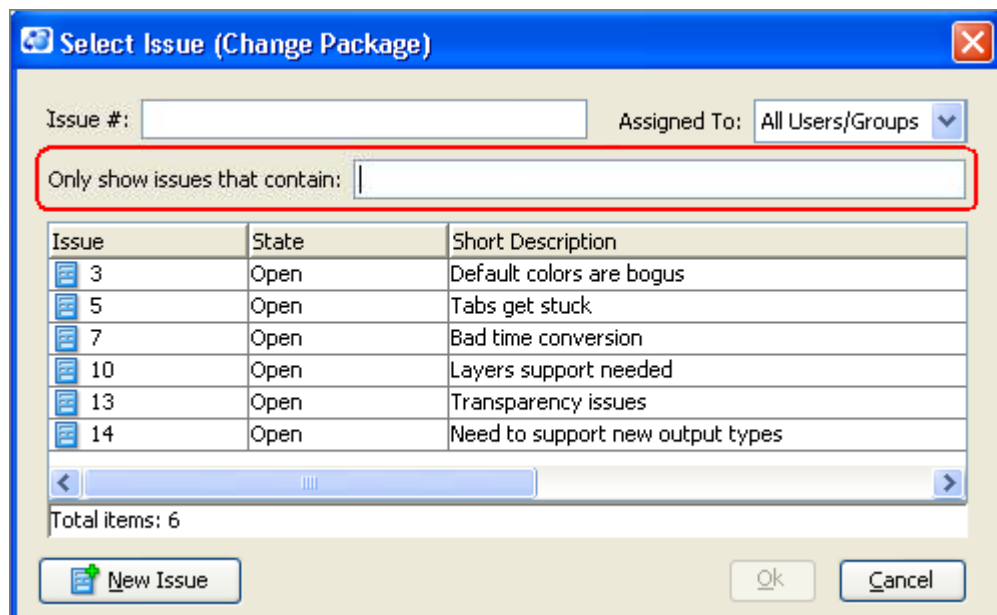 Select Issue (Change Package)
Issue #:
Assigned To: All Users/Groups
Only show issues that contain:
Issue State Short Description
3 Open Default colors are bogus
5 Open Tabs get stuck
7 Open Bad time conversion
10 Open Layers support needed
13 Open Transparency issues
14 Open Need to support new output types
Total items: 6
New Issue Ok Cancel